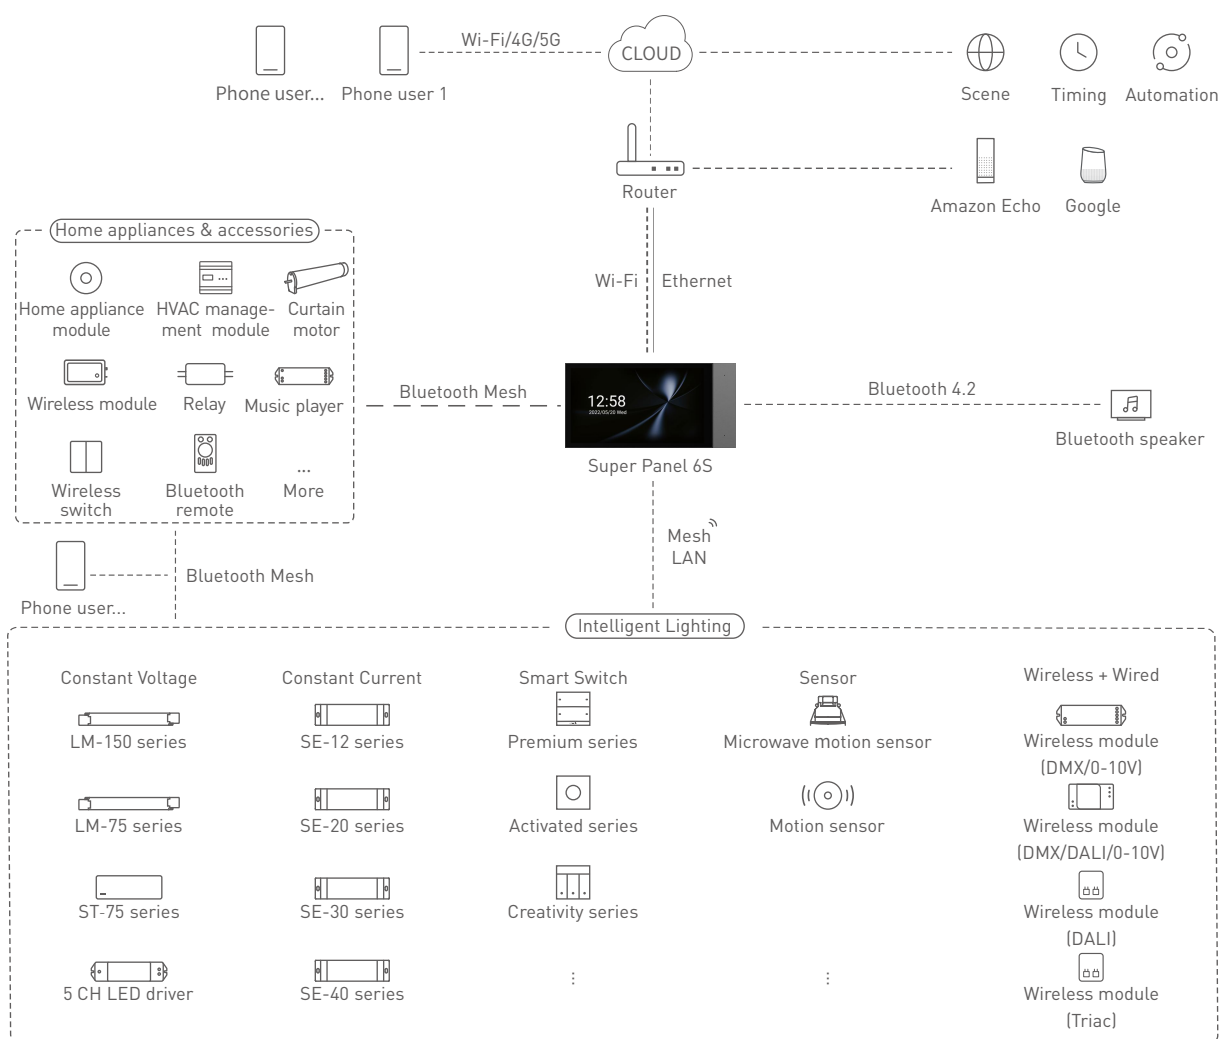 Wi-Fi/4G/5G
CLOUD
Phone user...
Phone user 1
Scene
Timing
Automation
Router
Amazon Echo
Google
Home appliances & accessories
Home appliance
module
HVAC manage-
ment module
Curtain
motor
Wireless module
Relay
Music player
Wireless
switch
Bluetooth
remote
...
More
Wi-Fi
Ethernet
Bluetooth Mesh
12:58
2022/05/20 Wed
Super Panel 6S
Bluetooth 4.2
Bluetooth speaker
Mesh
LAN
Phone user...
Bluetooth Mesh
Intelligent Lighting
Constant Voltage
LM-150 series
LM-75 series
ST-75 series
5 CH LED driver
Constant Current
SE-12 series
SE-20 series
SE-30 series
SE-40 series
Smart Switch
Premium series
Activated series
Creativity series
Sensor
Microwave motion sensor
Motion sensor
Wireless + Wired
Wireless module
(DMX/0-10V)
Wireless module
(DMX/DALI/0-10V)
Wireless module
(DALI)
Wireless module
(Triac)